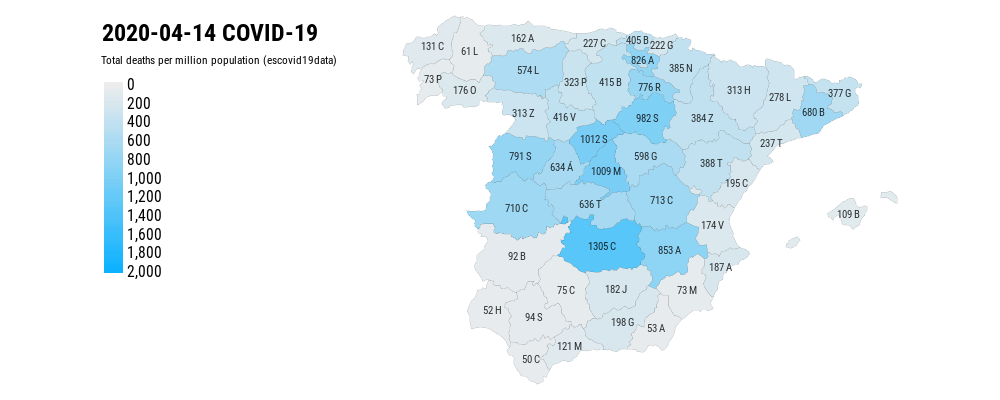 2020-04-14 COVID-19
Total deaths per million population (escovid19data)
0
200
400
600
800
1,000
1,200
1,400
1,600
1,800
2,000
131 C
61 L
162 A
227 C
405 B
222 G
73 P
176 O
574 L
323 P
415 B
826 A
385 N
776 R
313 H
278 L
377 G
680 B
313 Z
416 V
982 S
384 Z
237 T
1012 S
791 S
634 Á
1009 M
598 G
388 T
195 C
710 C
636 T
713 C
174 V
109 B
92 B
1305 C
853 A
187 A
52 H
94 S
75 C
182 J
73 M
198 G
53 A
121 M
50 C